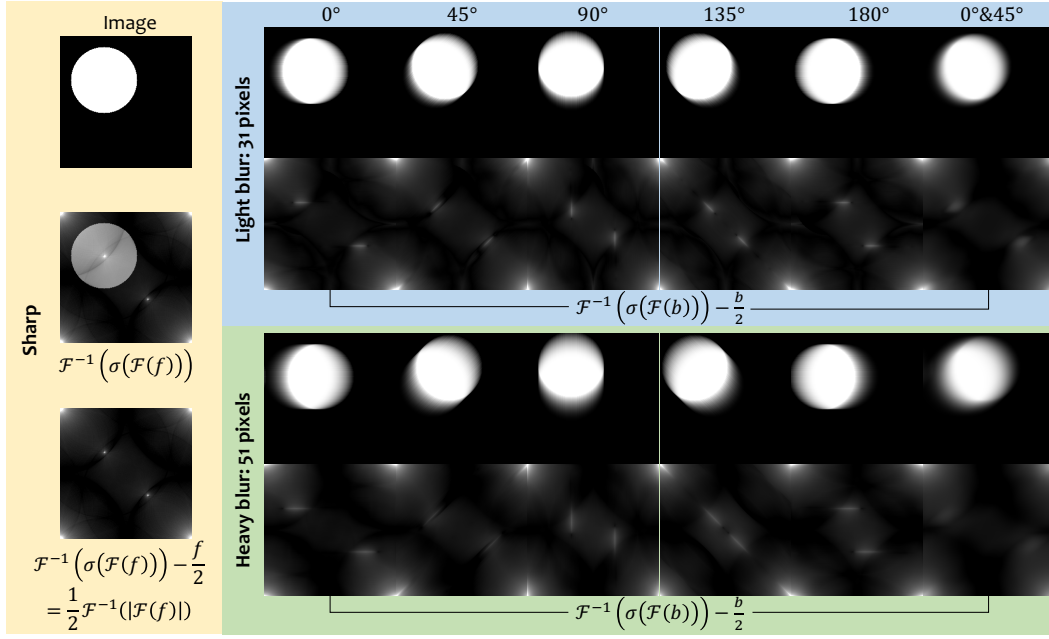 Image
Sharp
ℱ⁻¹(σ(ℱ(f)))
ℱ⁻¹(σ(ℱ(f))) − f/2
= 1/2 ℱ⁻¹(|ℱ(f)|)
0° 45° 90° 135° 180° 0°&45°
Light blur: 31 pixels
ℱ⁻¹(σ(ℱ(b))) − b/2
Heavy blur: 51 pixels
ℱ⁻¹(σ(ℱ(b))) − b/2